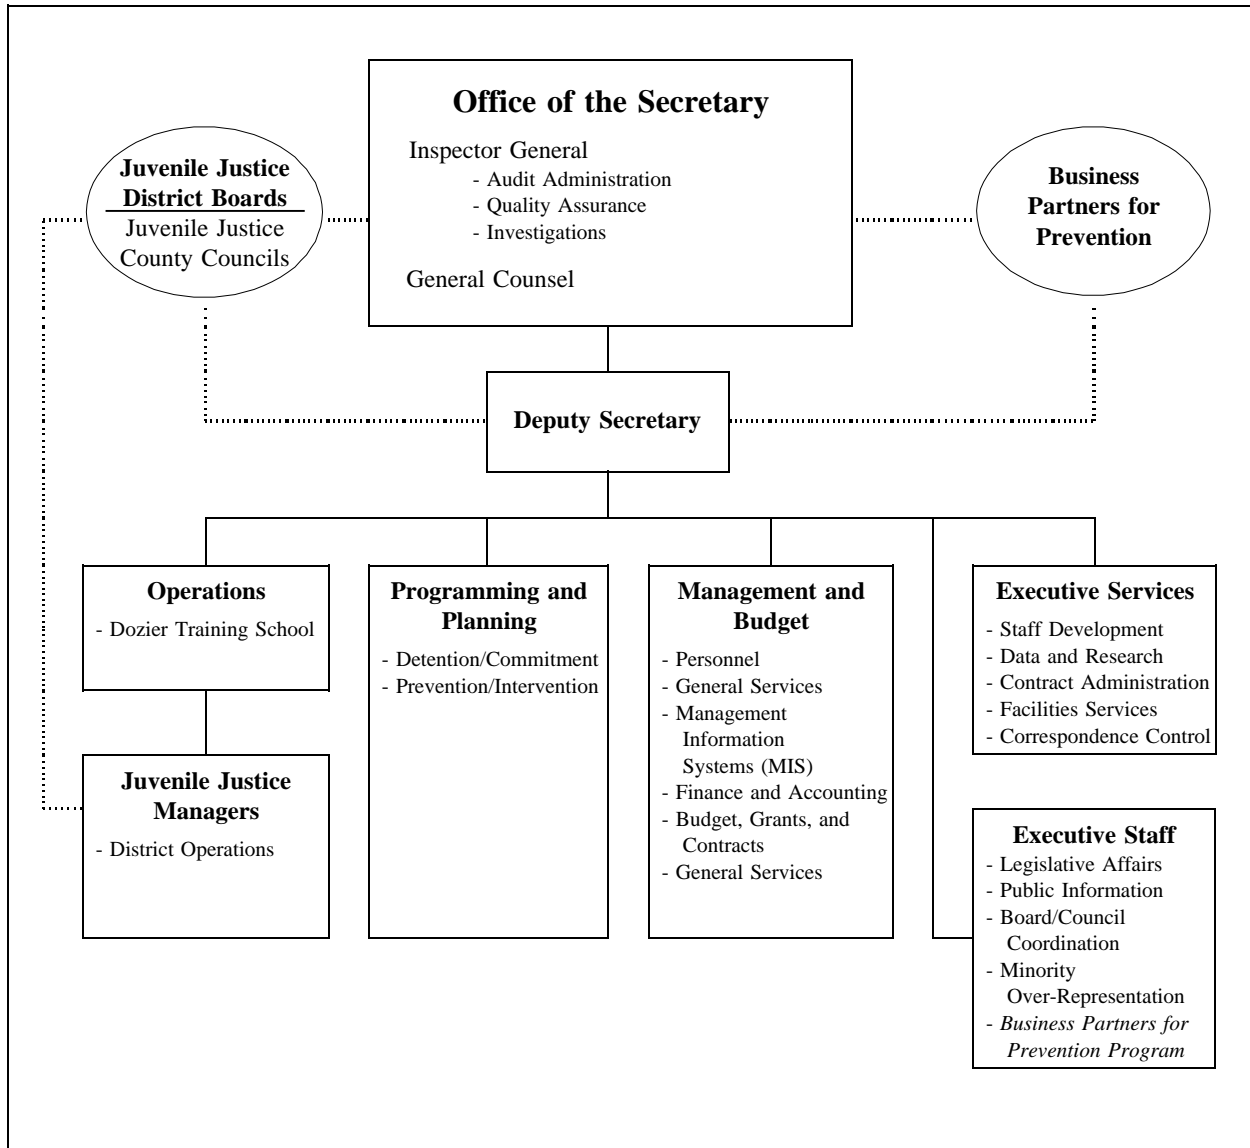 Office of the Secretary
Inspector General
- Audit Administration
- Quality Assurance
- Investigations
General Counsel
Juvenile Justice
District Boards
Juvenile Justice
County Councils
Business
Partners for
Prevention
Deputy Secretary
Operations
- Dozier Training School
Juvenile Justice
Managers
- District Operations
Programming and
Planning
- Detention/Commitment
- Prevention/Intervention
Management and
Budget
- Personnel
- General Services
- Management
Information
Systems (MIS)
- Finance and Accounting
- Budget, Grants, and
Contracts
- General Services
Executive Services
- Staff Development
- Data and Research
- Contract Administration
- Facilities Services
- Correspondence Control
Executive Staff
- Legislative Affairs
- Public Information
- Board/Council
Coordination
- Minority
Over-Representation
- Business Partners for
Prevention Program